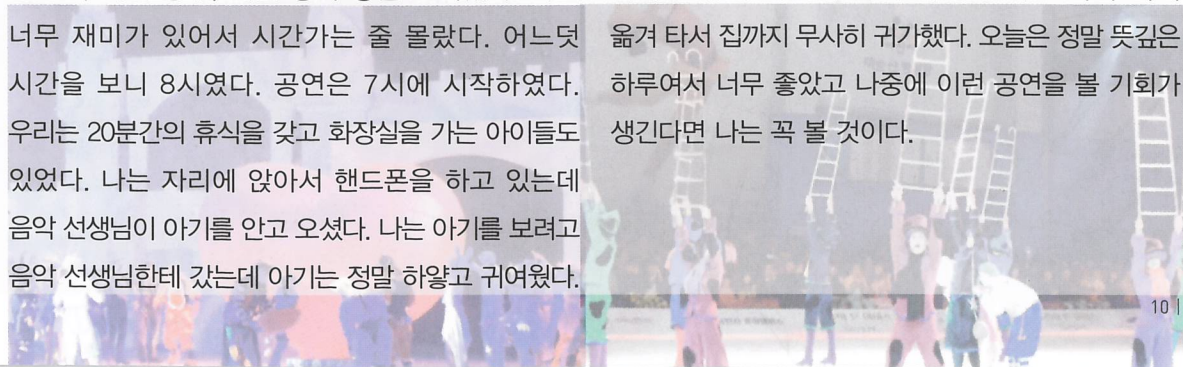 너무 재미가 있어서 시간가는 줄 몰랐다. 어느덧
시간을 보니 8시였다. 공연은 7시에 시작하였다.
우리는 20분간의 휴식을 갖고 화장실을 가는 아이들도
있었다. 나는 자리에 앉아서 핸드폰을 하고 있는데
음악 선생님이 아기를 안고 오셨다. 나는 아기를 보려고
음악 선생님한테 갔는데 아기는 정말 하얗고 귀여웠다.
옮겨 타서 집까지 무사히 귀가했다. 오늘은 정말 뜻깊은
하루여서 너무 좋았고 나중에 이런 공연을 볼 기회가
생긴다면 나는 꼭 볼 것이다.
10 |